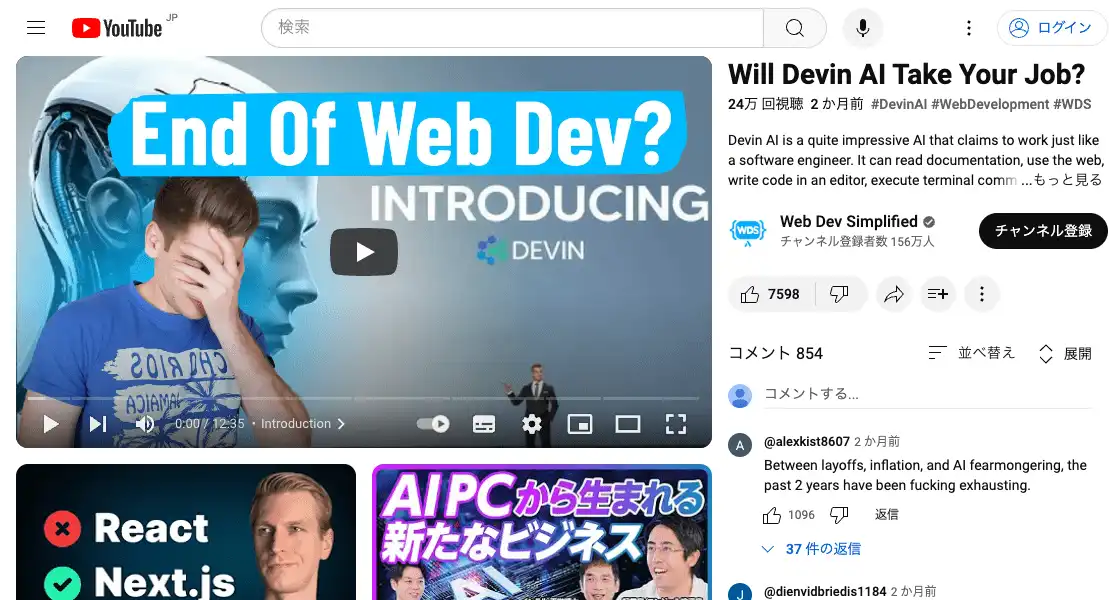 YouTube JP
検索
ログイン
End Of Web Dev?
INTRODUCING
DEVIN
0:00 / 12:35 • Introduction
Will Devin AI Take Your Job?
24万 回視聴 2 か月前 #DevinAI #WebDevelopment #WDS
Devin AI is a quite impressive AI that claims to work just like
a software engineer. It can read documentation, use the web,
write code in an editor, execute terminal comm ...もっと見る
WDS
Web Dev Simplified
チャンネル登録者数 156万人
チャンネル登録
7598
コメント 854
並べ替え
展開
コメントする...
A
@alexkist8607 2 か月前
Between layoffs, inflation, and AI fearmongering, the
past 2 years have been fucking exhausting.
1096
返信
37 件の返信
J
@dienvidbriedis1184 2 か月前
React
Next.js
AI PCから生まれる
新たなビジネス
AI